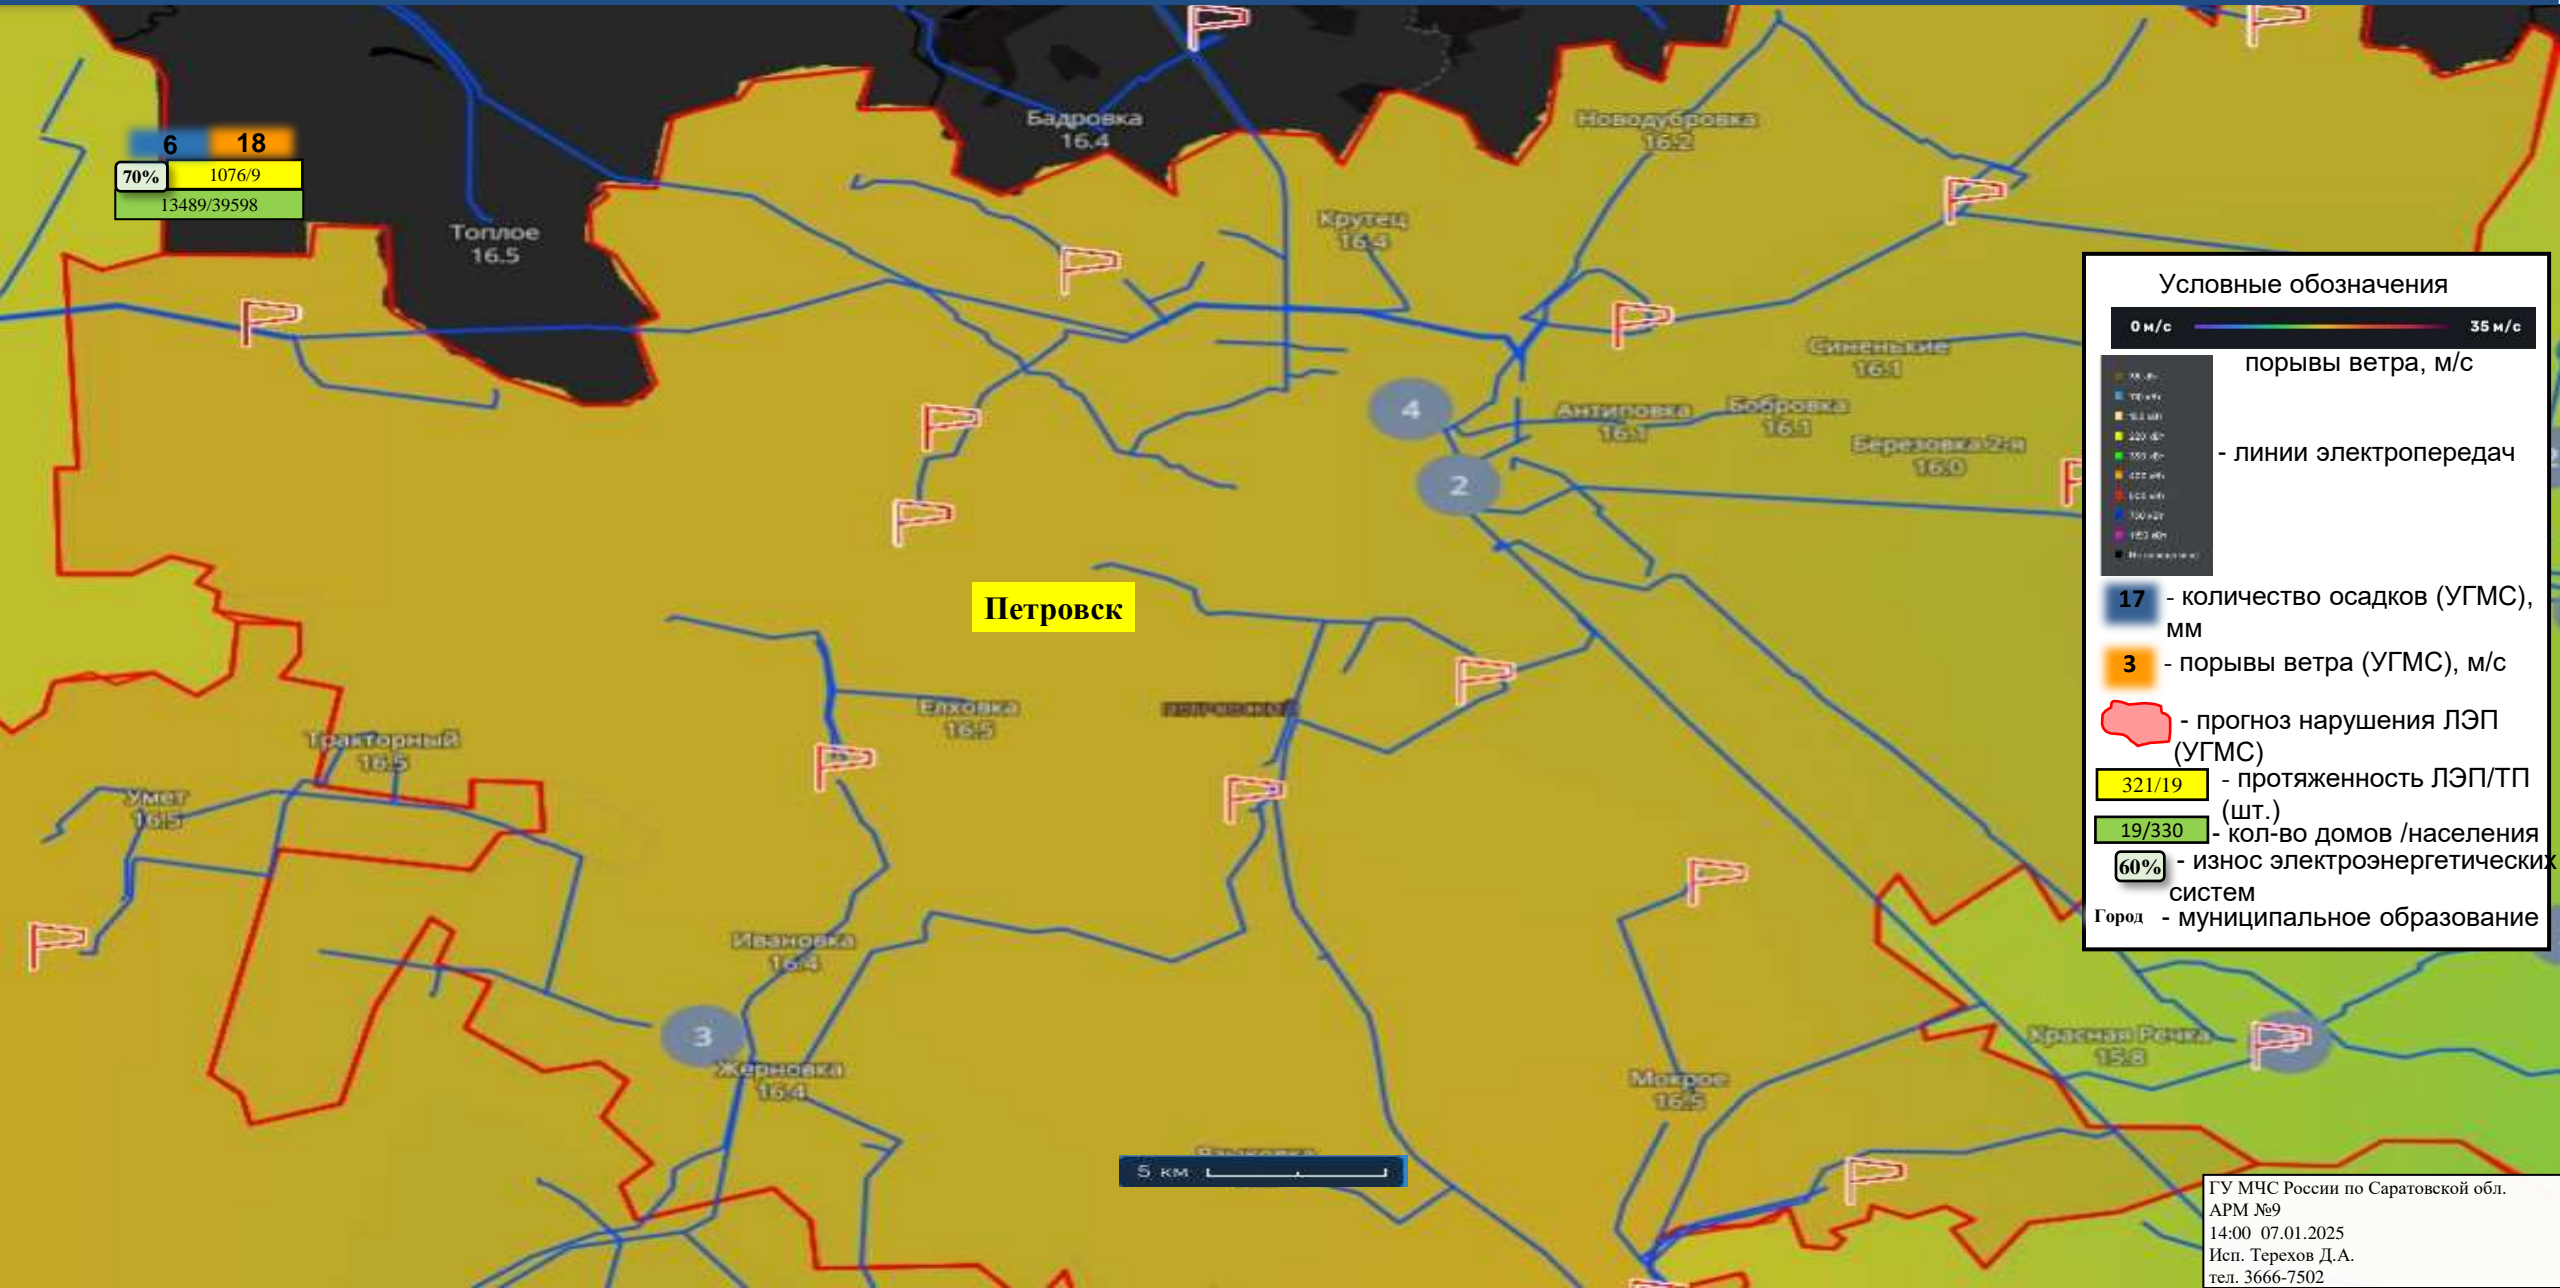 Бадровка
16.4
Новодубровка
16.2
6 18
70% 1076/9
13489/39598
Топлое
16.5
Крутец
16.4
Синенькие
16.1
4
Антиповка
16.1
Бобровка
16.1
Березовка 2-я
16.0
2
Петровск
Елховка
16.5
Тракторный
16.5
Умет
16.5
Ивановка
16.4
3
Жерновка
16.4
Мокрое
16.5
Красная Речка
15.8
5 км
Условные обозначения
0 м/с 35 м/с
порывы ветра, м/с
- линии электропередач
17 - количество осадков (УГМС),
мм
3 - порывы ветра (УГМС), м/с
- прогноз нарушения ЛЭП
(УГМС)
321/19 - протяженность ЛЭП/ТП
(шт.)
19/330 - кол-во домов /населения
60% - износ электроэнергетических
систем
Город - муниципальное образование
ГУ МЧС России по Саратовской обл.
АРМ №9
14:00 07.01.2025
Исп. Терехов Д.А.
тел. 3666-7502